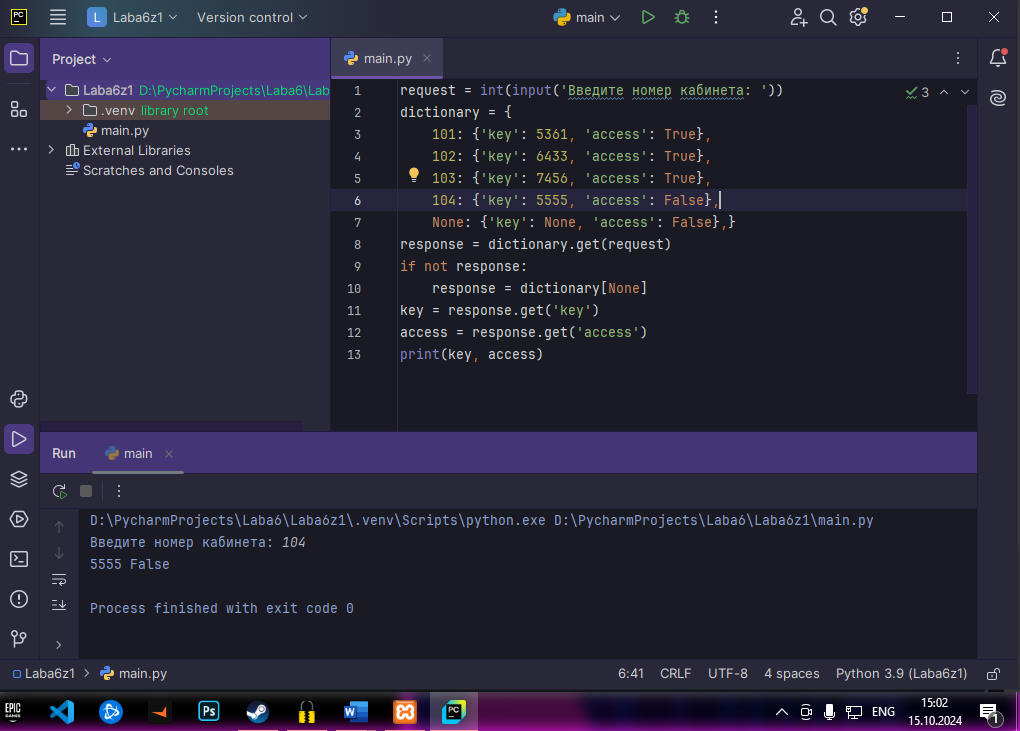 PC
L
Laba6z1
Version control
main
Project
main.py
Laba6z1 D:\PycharmProjects\Laba6\Lab
.venv library root
main.py
External Libraries
Scratches and Consoles
3
1 request = int(input('Введите номер кабинета: '))
2 dictionary = {
3 101: {'key': 5361, 'access': True},
4 102: {'key': 6433, 'access': True},
5 103: {'key': 7456, 'access': True},
6 104: {'key': 5555, 'access': False},
7 None: {'key': None, 'access': False},}
8 response = dictionary.get(request)
9 if not response:
10 response = dictionary[None]
11 key = response.get('key')
12 access = response.get('access')
13 print(key, access)
Run
main
D:\PycharmProjects\Laba6\Laba6z1\.venv\Scripts\python.exe D:\PycharmProjects\Laba6\Laba6z1\main.py
Введите номер кабинета: 104
5555 False
Process finished with exit code 0
Laba6z1 > main.py
6:41 CRLF UTF-8 4 spaces Python 3.9 (Laba6z1)
EPIC
GAMES
Ps
W
PC
ENG
15:02
15.10.2024
1